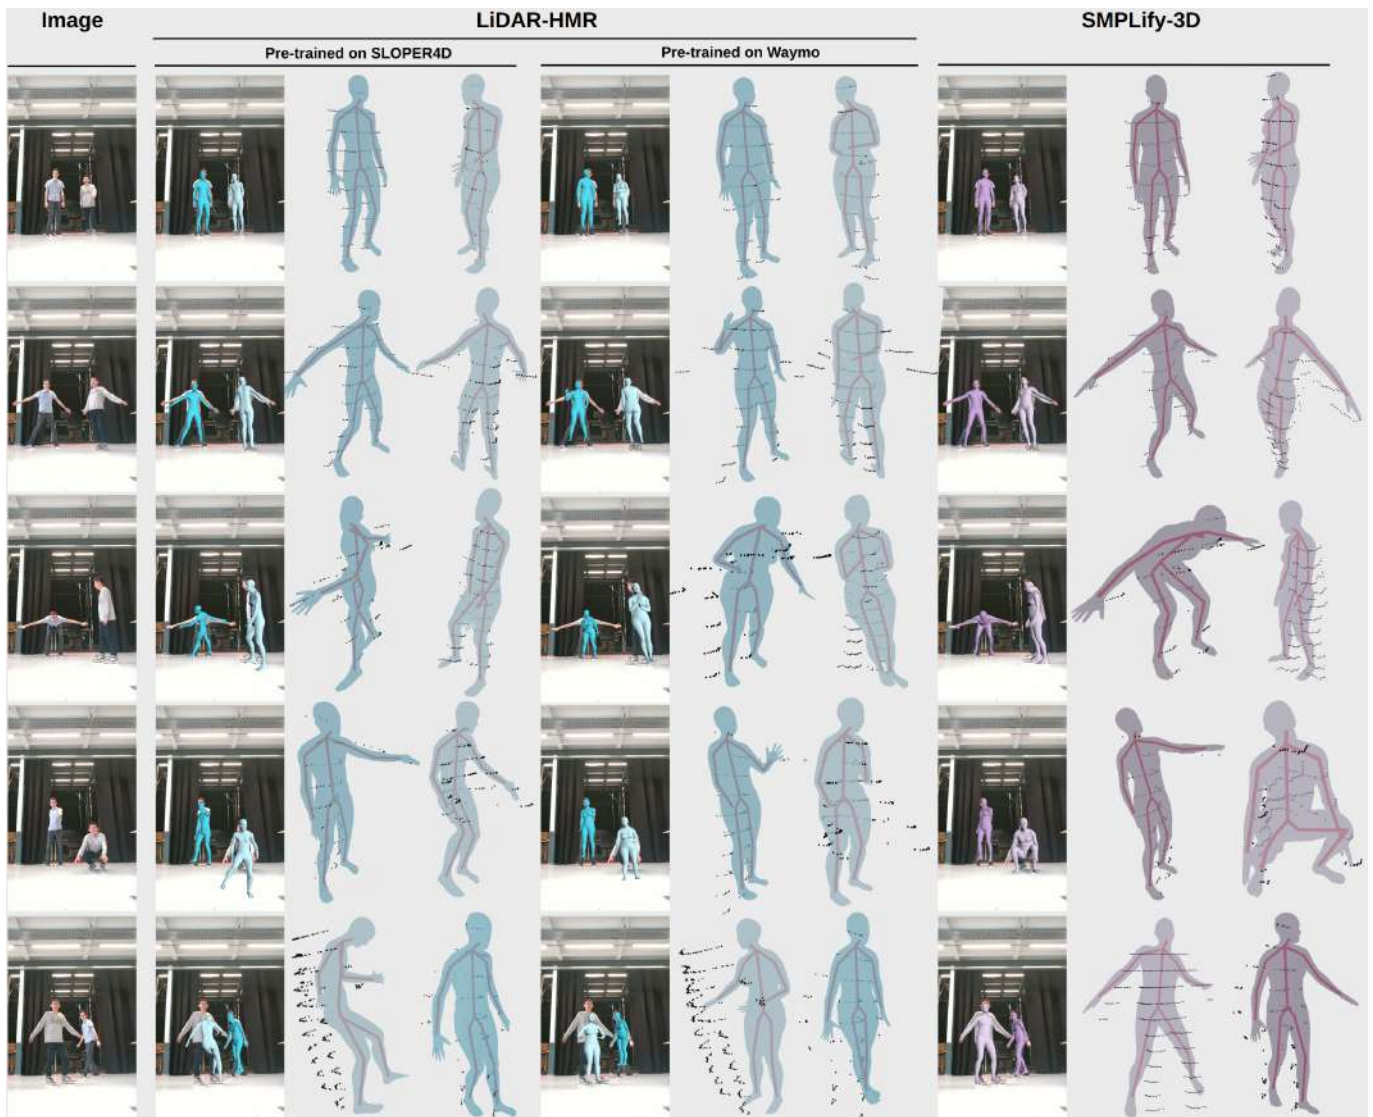 Image
LiDAR-HMR
SMPLify-3D
Pre-trained on SLOPER4D
Pre-trained on Waymo